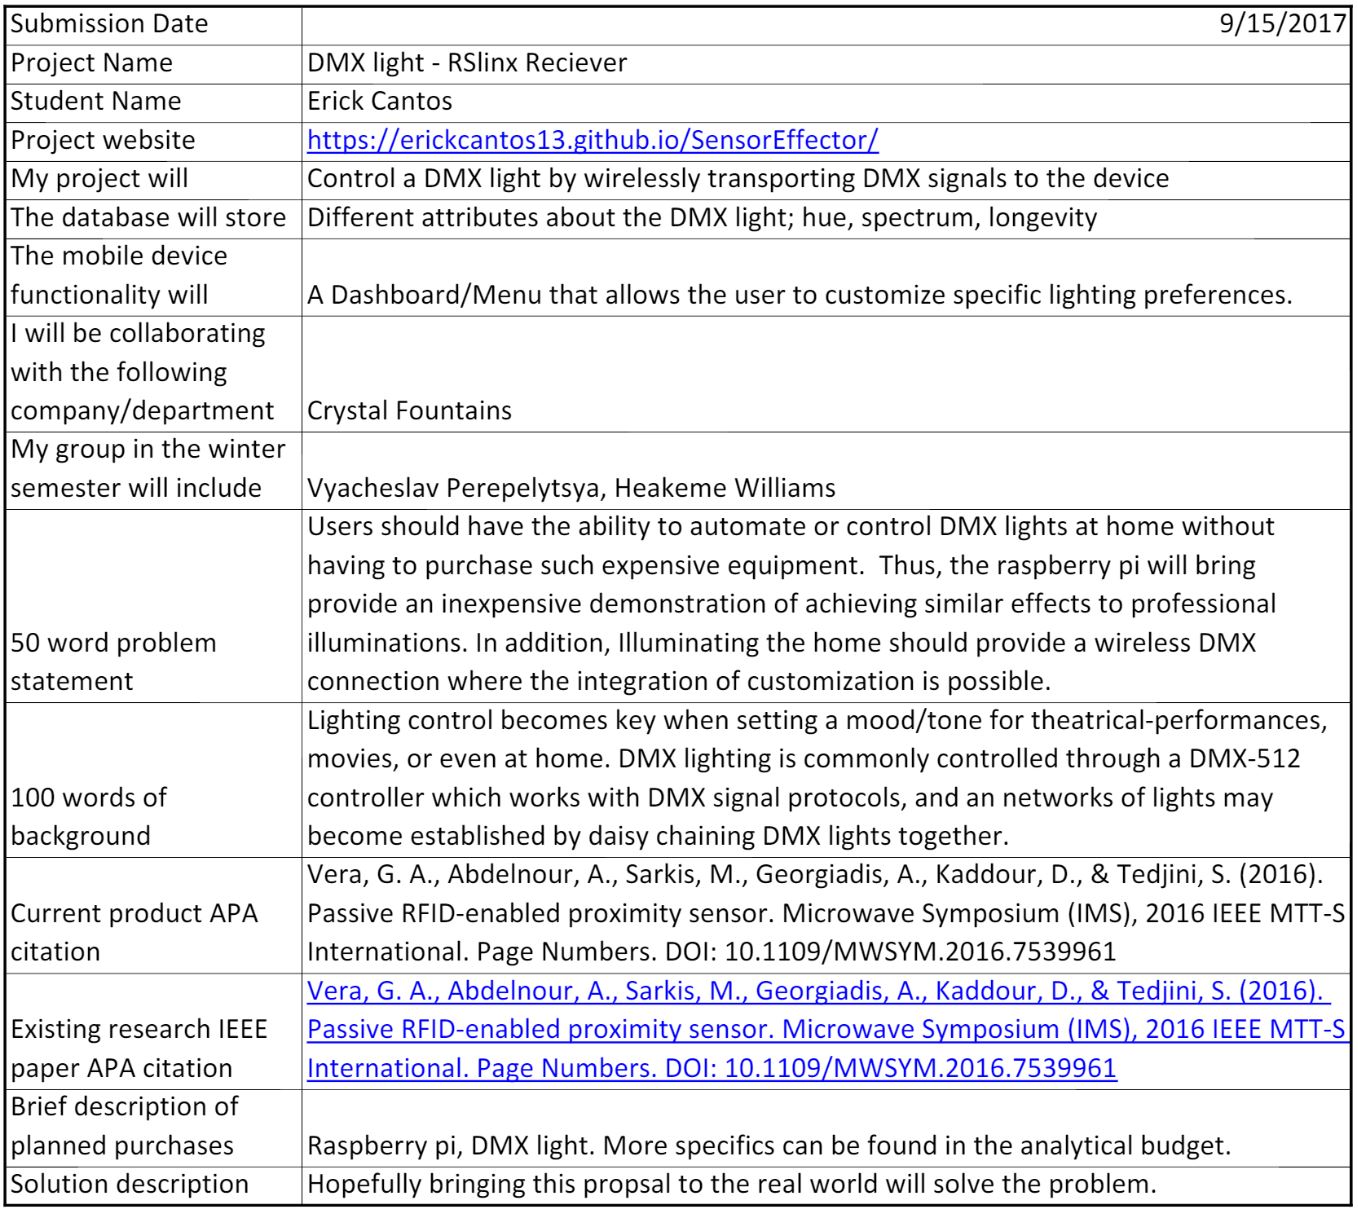 Submission Date 9/15/2017
Project Name DMX light - RSlinx Reciever
Student Name Erick Cantos
Project website https://erickcantos13.github.io/SensorEffector/
My project will Control a DMX light by wirelessly transporting DMX signals to the device
The database will store Different attributes about the DMX light; hue, spectrum, longevity
The mobile device
functionality will A Dashboard/Menu that allows the user to customize specific lighting preferences.
I will be collaborating
with the following
company/department Crystal Fountains
My group in the winter
semester will include Vyacheslav Perepelytsya, Heakeme Williams
50 word problem
statement
Users should have the ability to automate or control DMX lights at home without
having to purchase such expensive equipment.  Thus, the raspberry pi will bring
provide an inexpensive demonstration of achieving similar effects to professional
illuminations. In addition, Illuminating the home should provide a wireless DMX
connection where the integration of customization is possible.
100 words of
background
Lighting control becomes key when setting a mood/tone for theatrical-performances,
movies, or even at home. DMX lighting is commonly controlled through a DMX-512
controller which works with DMX signal protocols, and an networks of lights may
become established by daisy chaining DMX lights together.
Current product APA
citation
Vera, G. A., Abdelnour, A., Sarkis, M., Georgiadis, A., Kaddour, D., & Tedjini, S. (2016).
Passive RFID-enabled proximity sensor. Microwave Symposium (IMS), 2016 IEEE MTT-S
International. Page Numbers. DOI: 10.1109/MWSYM.2016.7539961
Existing research IEEE
paper APA citation
Vera, G. A., Abdelnour, A., Sarkis, M., Georgiadis, A., Kaddour, D., & Tedjini, S. (2016).
Passive RFID-enabled proximity sensor. Microwave Symposium (IMS), 2016 IEEE MTT-S
International. Page Numbers. DOI: 10.1109/MWSYM.2016.7539961
Brief description of
planned purchases Raspberry pi, DMX light. More specifics can be found in the analytical budget.
Solution description Hopefully bringing this propsal to the real world will solve the problem.